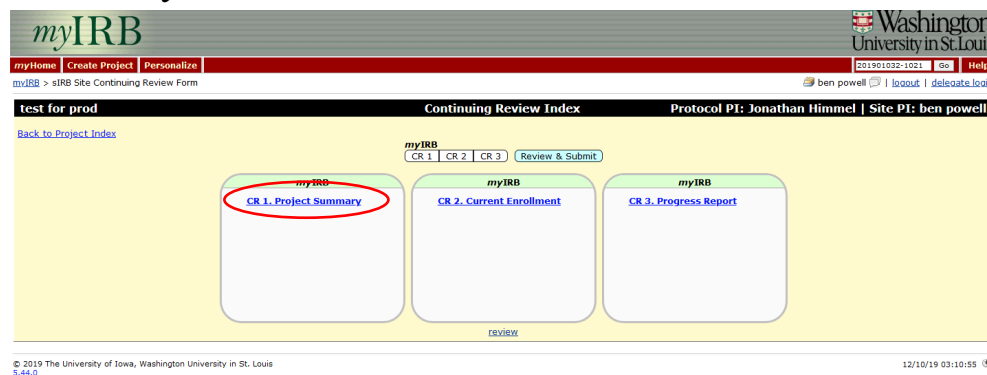 myIRB
Washington
University in St.Loui
myHome Create Project Personalize 201901032-1021 Go Help
myIRB > sIRB Site Continuing Review Form ben powell | logout | delegate logi
test for prod Continuing Review Index Protocol PI: Jonathan Himmel | Site PI: ben powell
Back to Project Index
myIRB
CR 1 CR 2 CR 3 Review & Submit
myIRB myIRB myIRB
CR 1. Project Summary CR 2. Current Enrollment CR 3. Progress Report
review
© 2019 The University of Iowa, Washington University in St. Louis 12/10/19 03:10:55
5.44.0